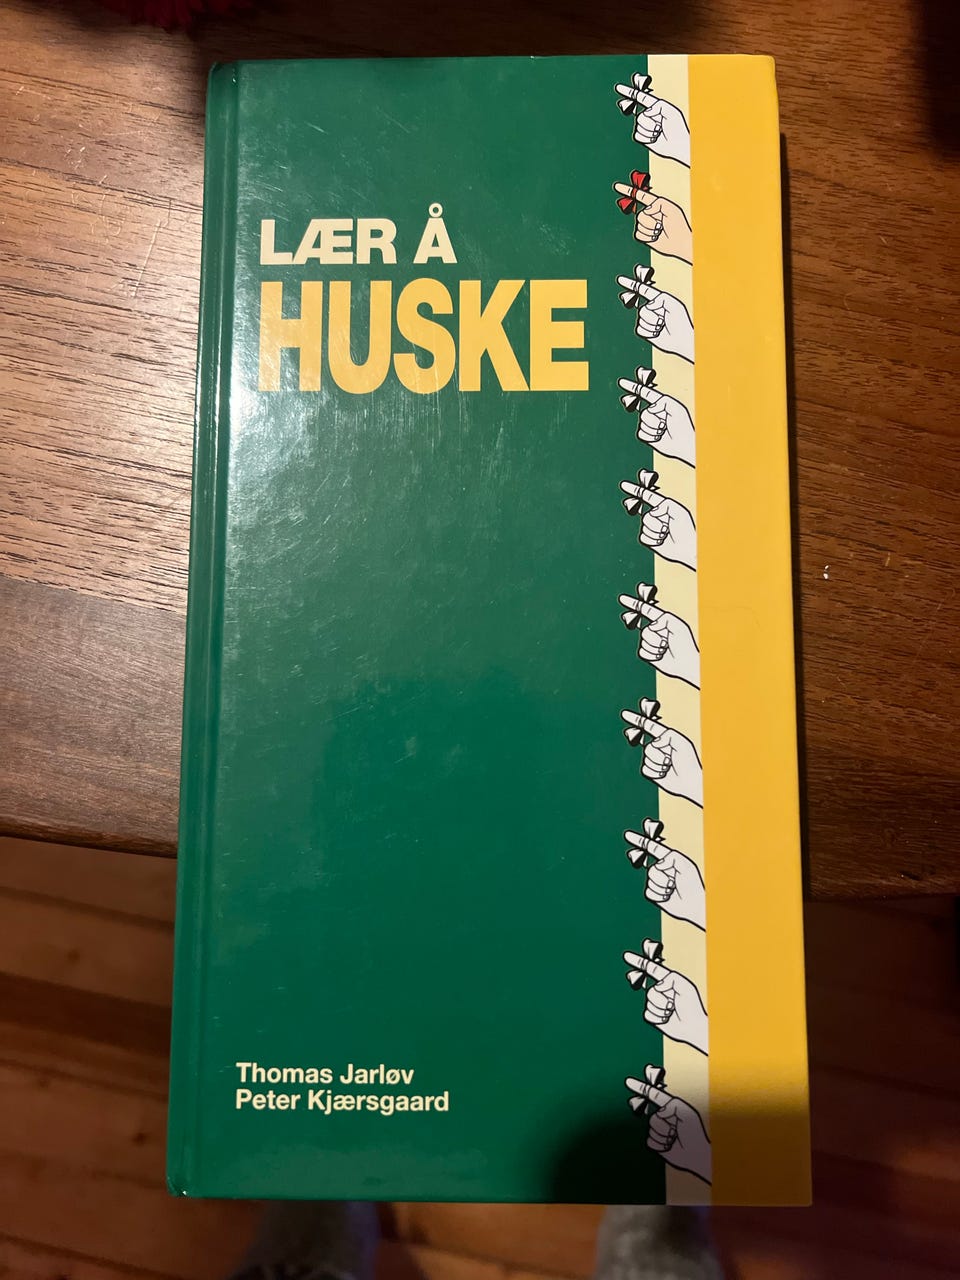 LÆR Å
HUSKE
Thomas Jarløv
Peter Kjærsgaard